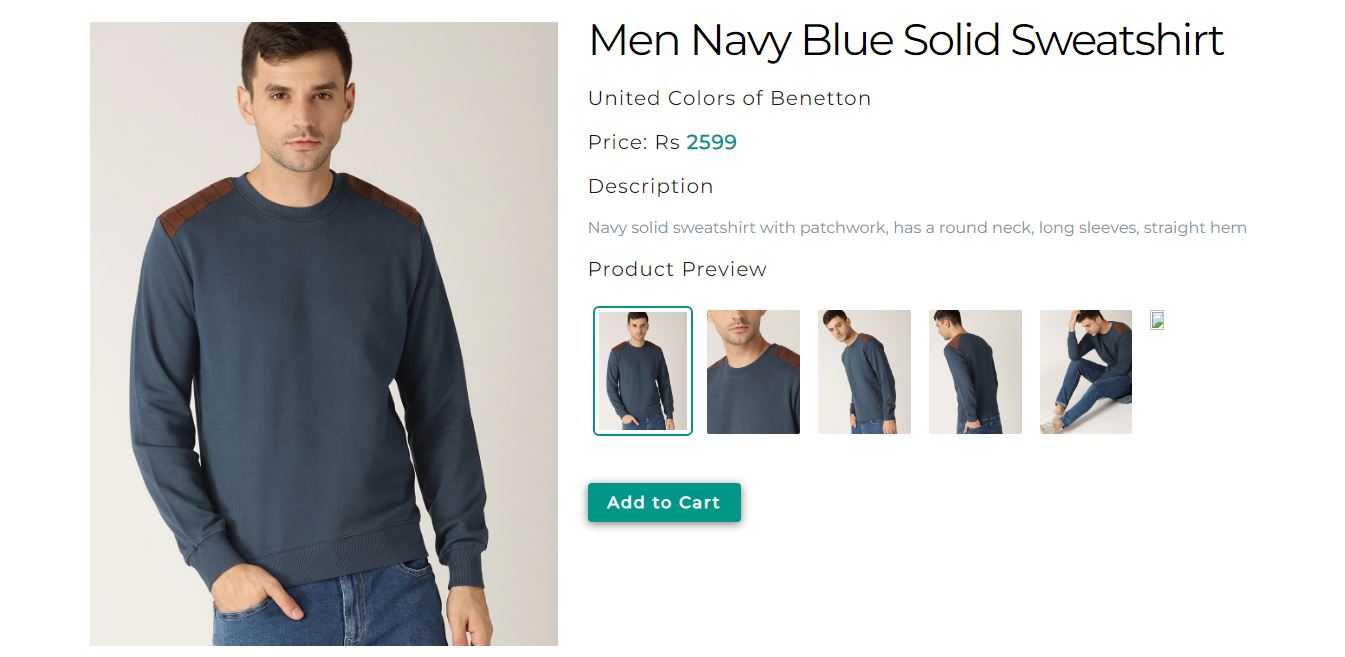 Men Navy Blue Solid Sweatshirt
United Colors of Benetton
Price: Rs 2599
Description
Navy solid sweatshirt with patchwork, has a round neck, long sleeves, straight hem
Product Preview
Add to Cart